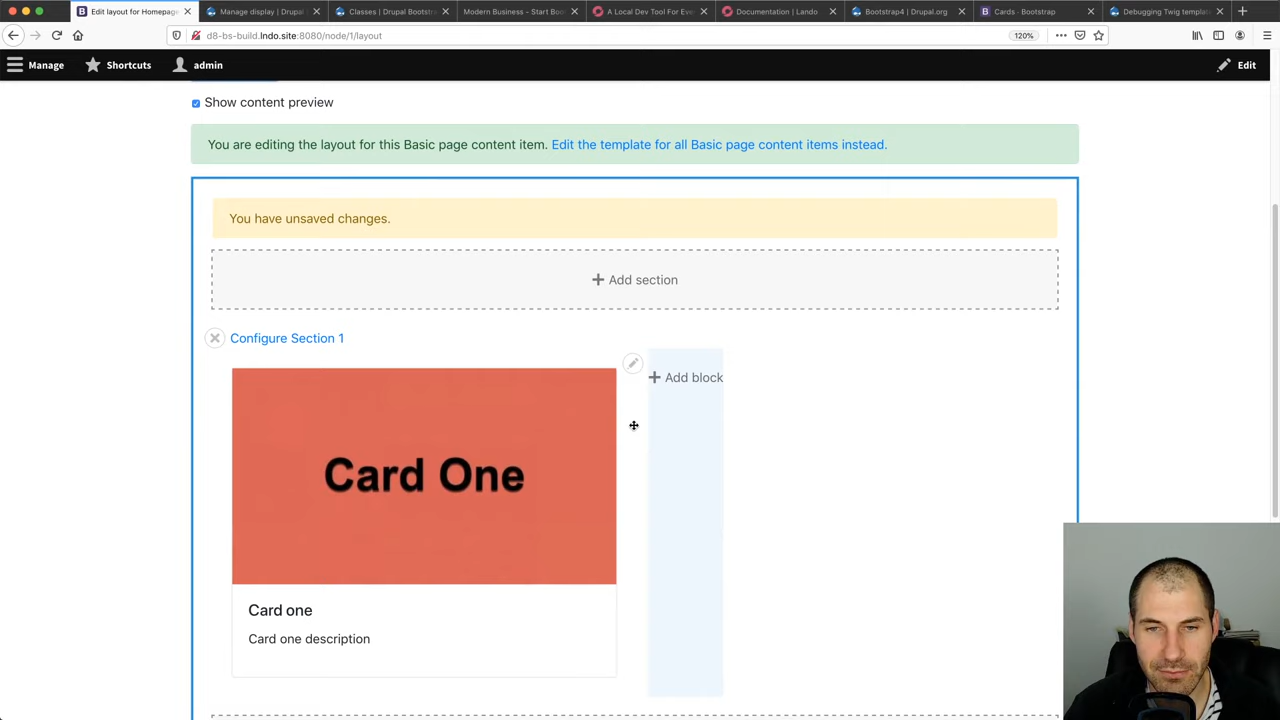 Edit layout for Homepage
Manage display | Drupal
Classes | Drupal Bootstra
Modern Business - Start Boo
A Local Dev Tool For Eve
Documentation | Lando
Bootstrap4 | Drupal.org
Cards · Bootstrap
Debugging Twig templat
d8-bs-build.lndo.site:8080/node/1/layout
120%
Manage
Shortcuts
admin
Edit
Show content preview
You are editing the layout for this Basic page content item. Edit the template for all Basic page content items instead.
You have unsaved changes.
Add section
Configure Section 1
Add block
Card One
Card one
Card one description